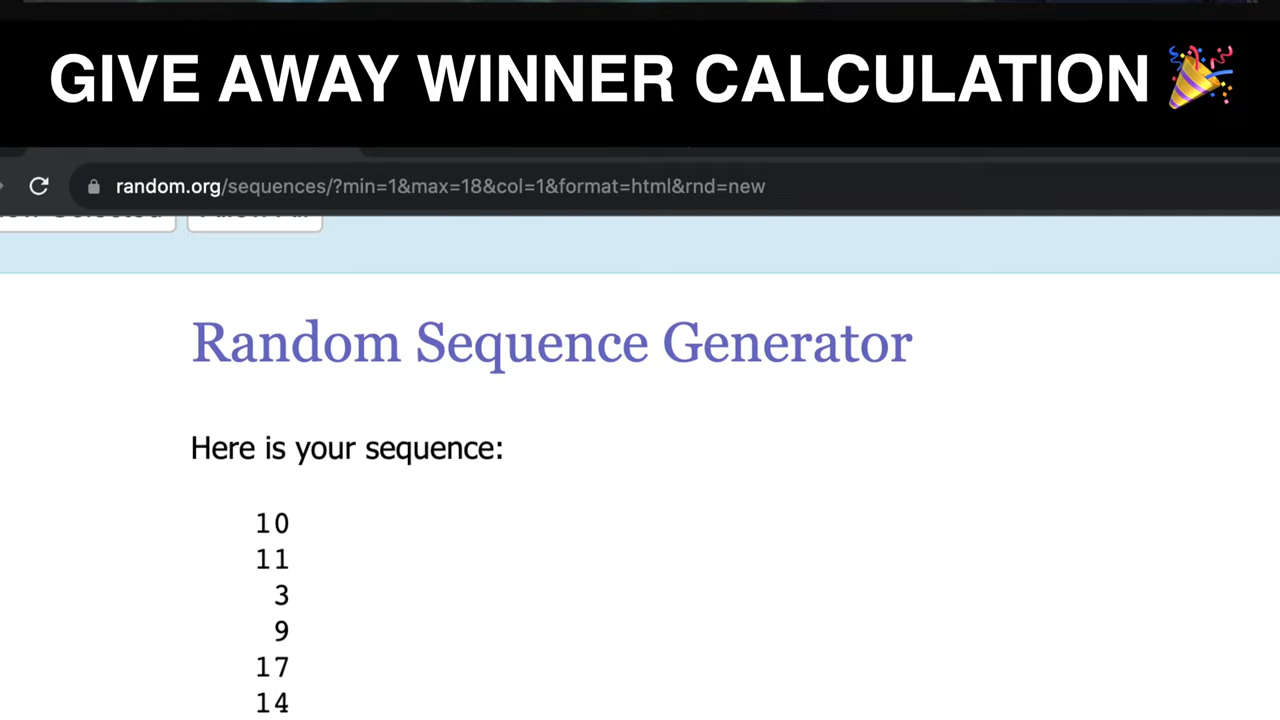 GIVE AWAY WINNER CALCULATION 🎉
random.org/sequences/?min=1&max=18&col=1&format=html&rnd=new
Random Sequence Generator
Here is your sequence:
10
11
3
9
17
14